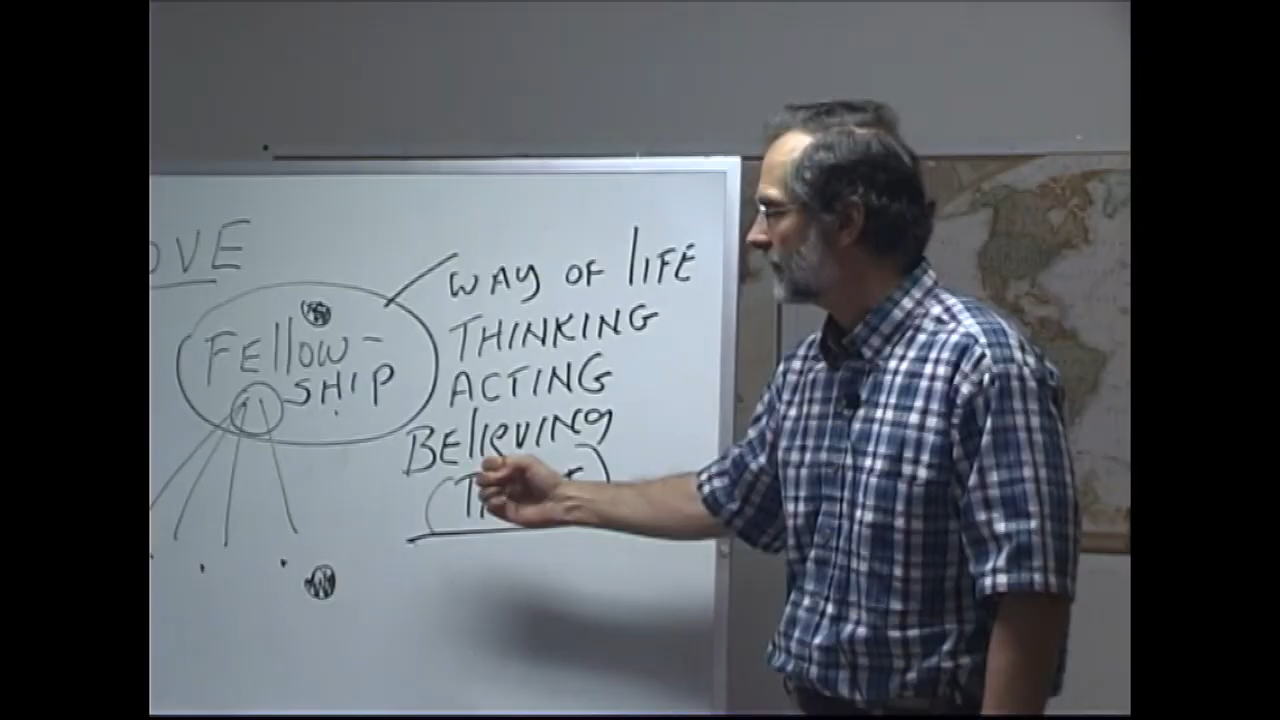 OVE
Fellow-
SHIP
WAY OF lIFE
THINKING
ACTING
BElIEVING